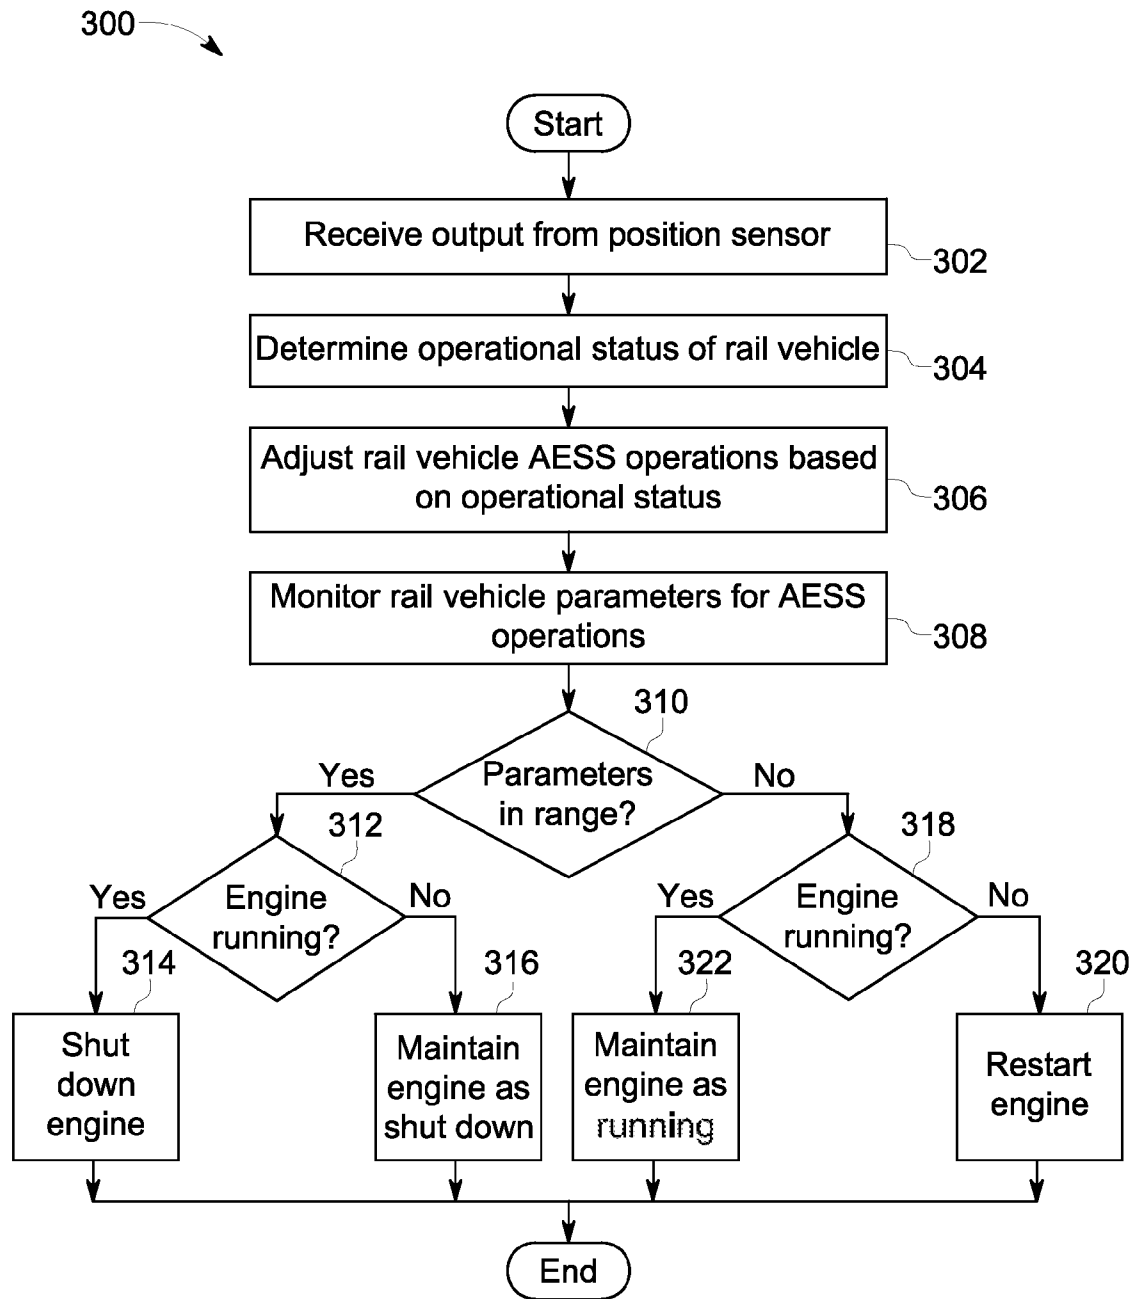 300
Start
Receive output from position sensor
302
Determine operational status of rail vehicle
304
Adjust rail vehicle AESS operations based
on operational status
306
Monitor rail vehicle parameters for AESS
operations
308
310
Parameters
in range?
Yes
No
312
Engine
running?
Yes
No
318
Engine
running?
Yes
No
314
Shut
down
engine
316
Maintain
engine as
shut down
322
Maintain
engine as
running
320
Restart
engine
End